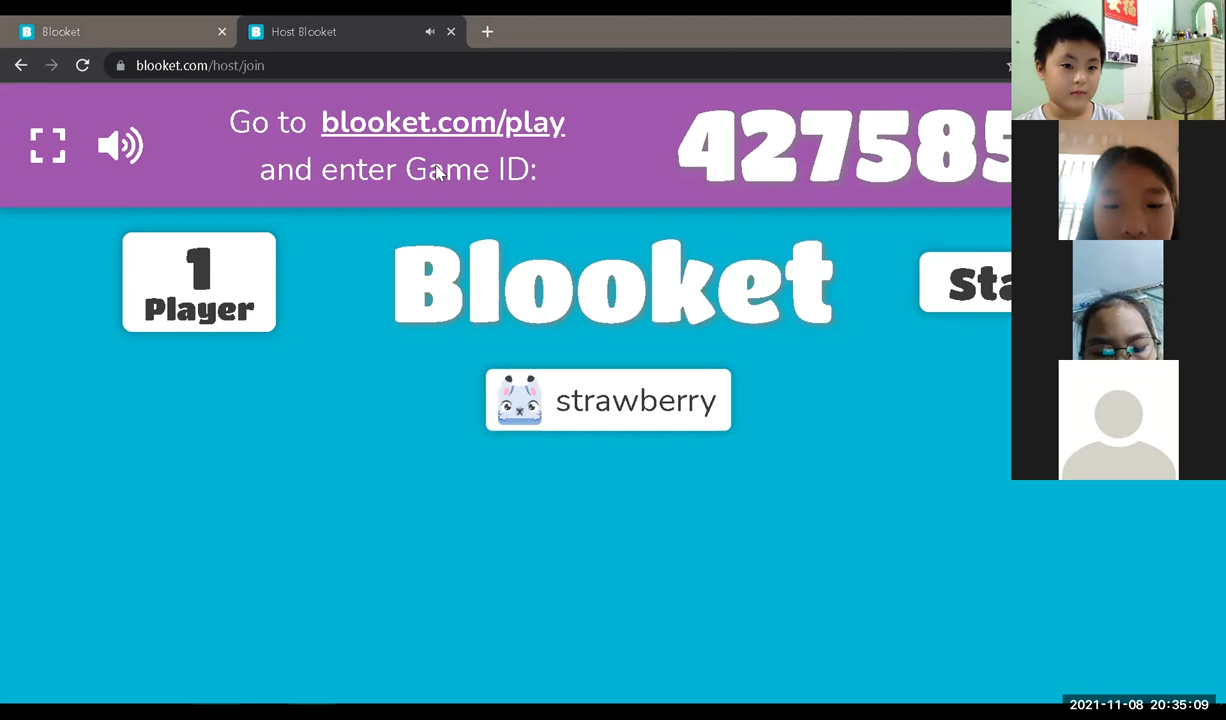 Blooket
Host Blooket
blooket.com/host/join
Go to blooket.com/play
and enter Game ID:
427585
1
Player
Blooket
Sta
strawberry
2021-11-08 20:35:09